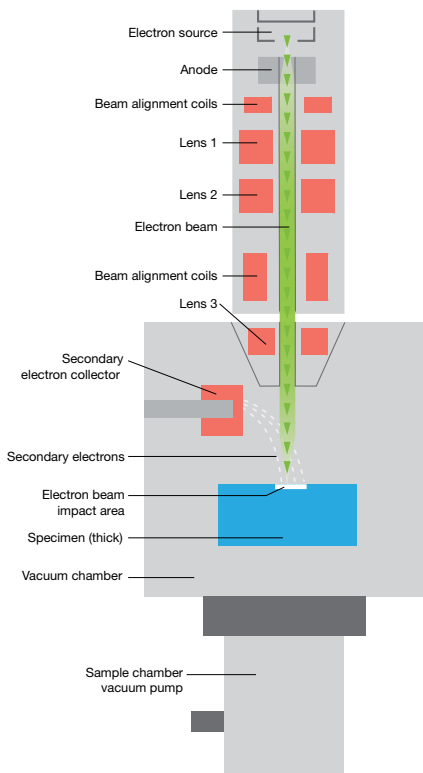 Electron source
Anode
Beam alignment coils
Lens 1
Lens 2
Electron beam
Beam alignment coils
Lens 3
Secondary
electron collector
Secondary electrons
Electron beam
impact area
Specimen (thick)
Vacuum chamber
Sample chamber
vacuum pump